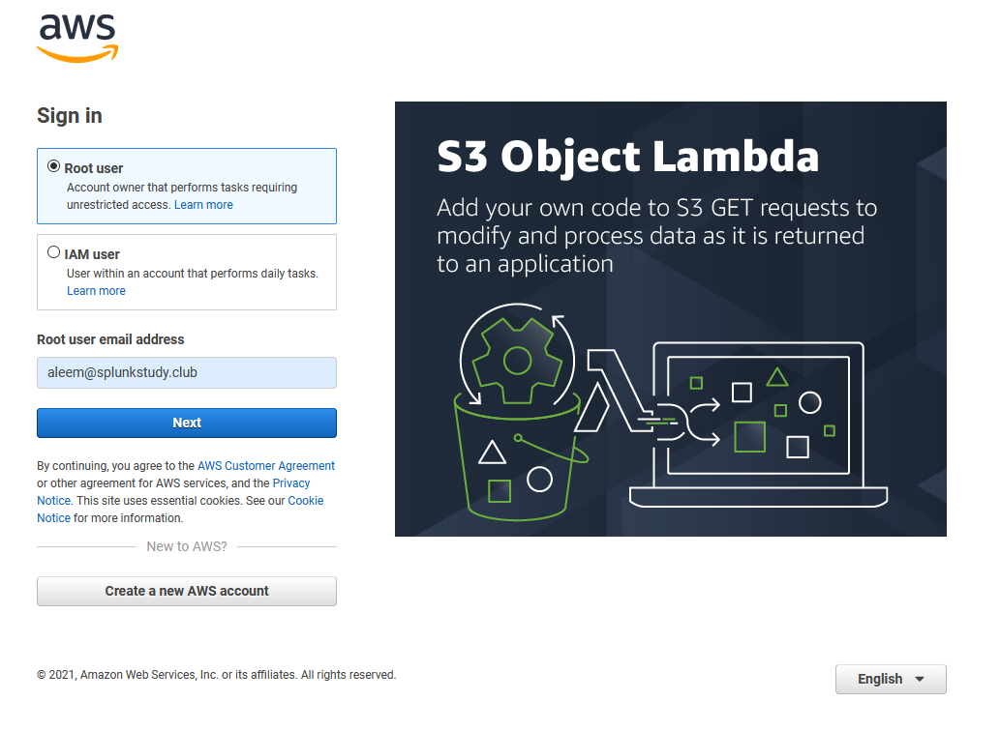 aws
Sign in
Root user
Account owner that performs tasks requiring
unrestricted access. Learn more
IAM user
User within an account that performs daily tasks.
Learn more
Root user email address
aleem@splunkstudy.club
Next
By continuing, you agree to the AWS Customer Agreement
or other agreement for AWS services, and the Privacy
Notice. This site uses essential cookies. See our Cookie
Notice for more information.
New to AWS?
Create a new AWS account
S3 Object Lambda
Add your own code to S3 GET requests to
modify and process data as it is returned
to an application
© 2021, Amazon Web Services, Inc. or its affiliates. All rights reserved.
English